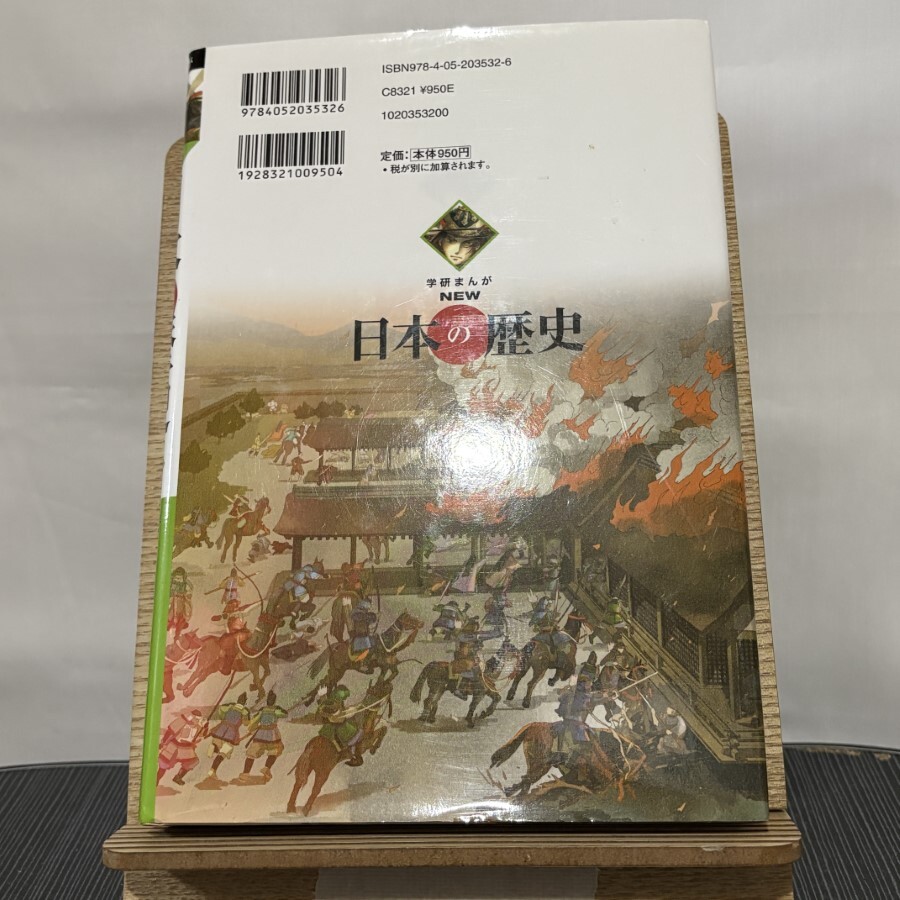 ISBN978-4-05-203532-6
C8321 ¥950E
1020353200
9784052035326
1928321009504
定価：本体950円
・税が別に加算されます。
学研まんが
NEW
日本の歴史